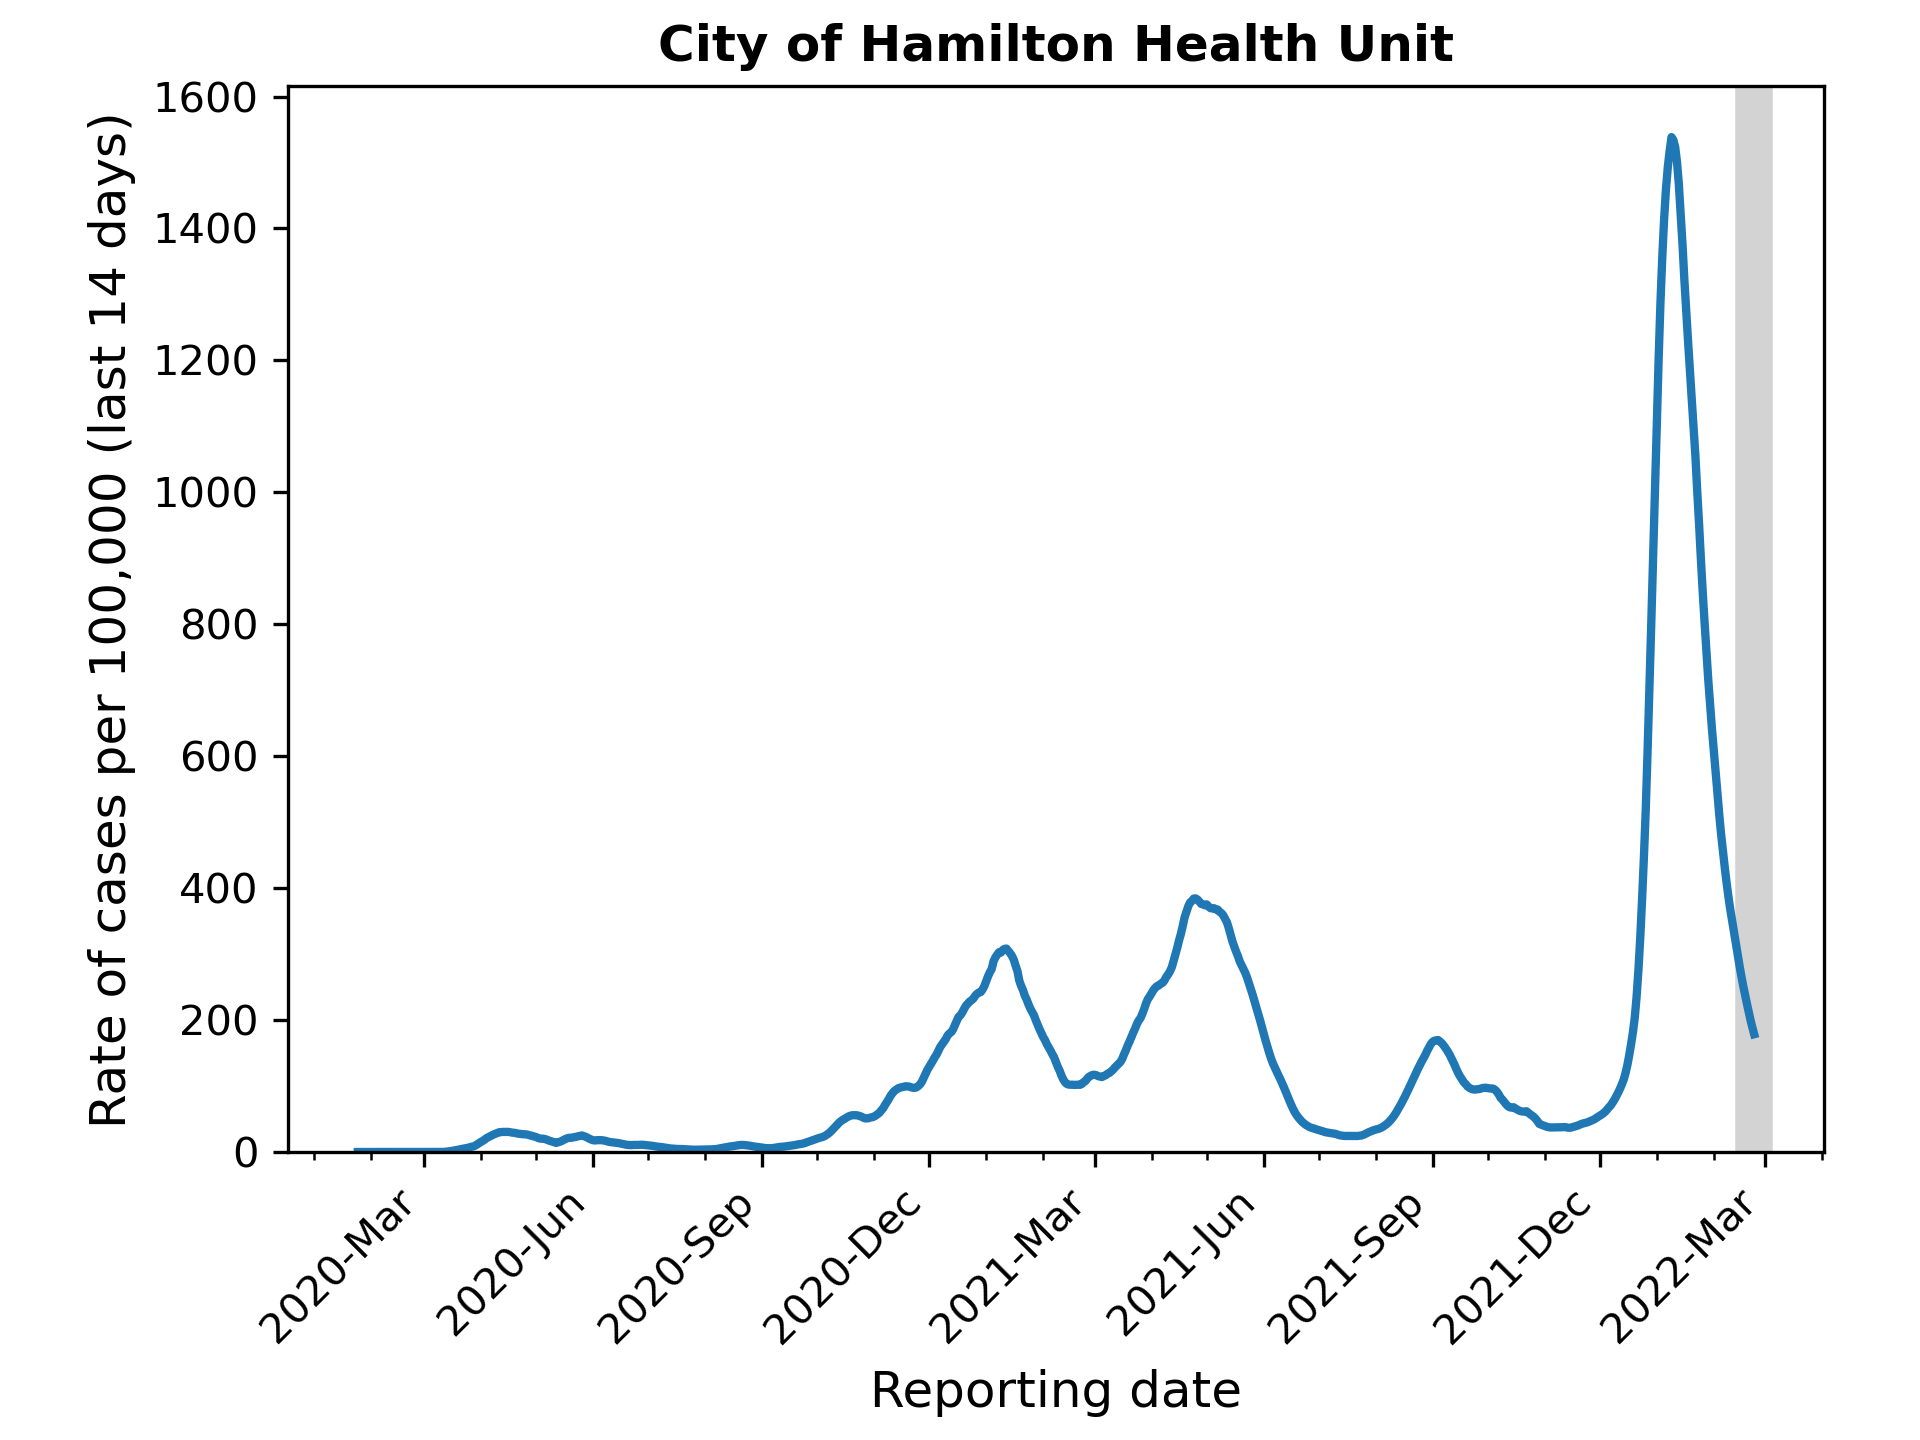 City of Hamilton Health Unit
Rate of cases per 100,000 (last 14 days)
1600
1400
1200
1000
800
600
400
200
0
2020-Mar
2020-Jun
2020-Sep
2020-Dec
2021-Mar
2021-Jun
2021-Sep
2021-Dec
2022-Mar
Reporting date